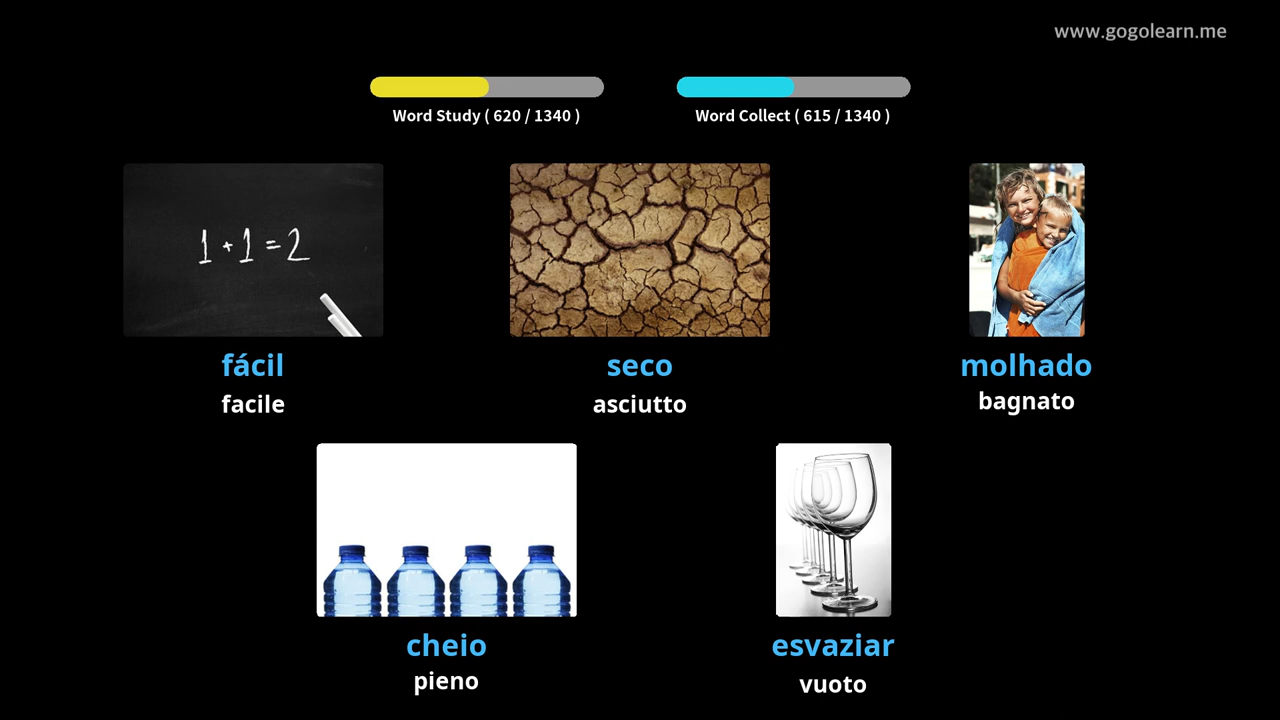 www.gogolearn.me
Word Study ( 620 / 1340 )
Word Collect ( 615 / 1340 )
1 + 1 = 2
fácil
facile
seco
asciutto
molhado
bagnato
cheio
pieno
esvaziar
vuoto